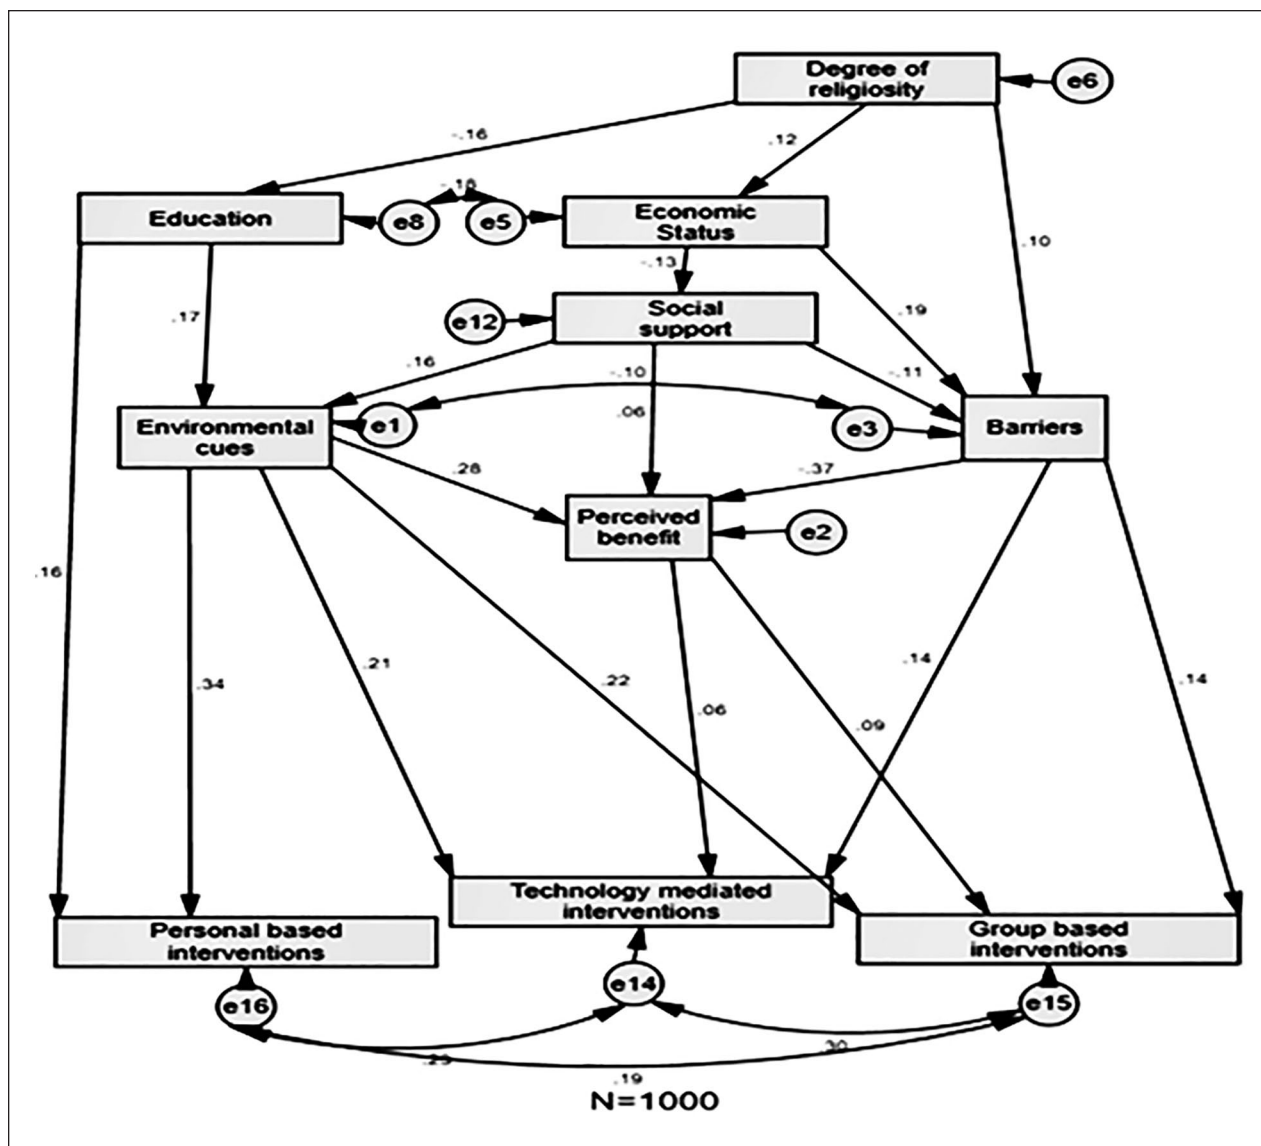 Degree of
religiosity
e6
-.16
.12
-.18
Education
e8
e5
Economic
Status
.10
-.13
.17
e12
Social
support
.19
.16
-.10
-.11
.06
Environmental
cues
e1
e3
Barriers
.28
-.37
Perceived
benefit
e2
.16
.34
.21
.22
.06
.14
.09
.14
Technology mediated
interventions
Personal based
interventions
Group based
interventions
e16
e14
e15
.30
.19
N=1000